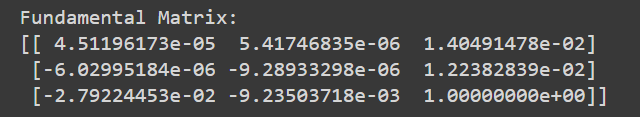 Fundamental Matrix:
[[ 4.51196173e-05  5.41746835e-06  1.40491478e-02]
 [-6.02995184e-06 -9.28933298e-06  1.22382839e-02]
 [-2.79224453e-02 -9.23503718e-03  1.00000000e+00]]